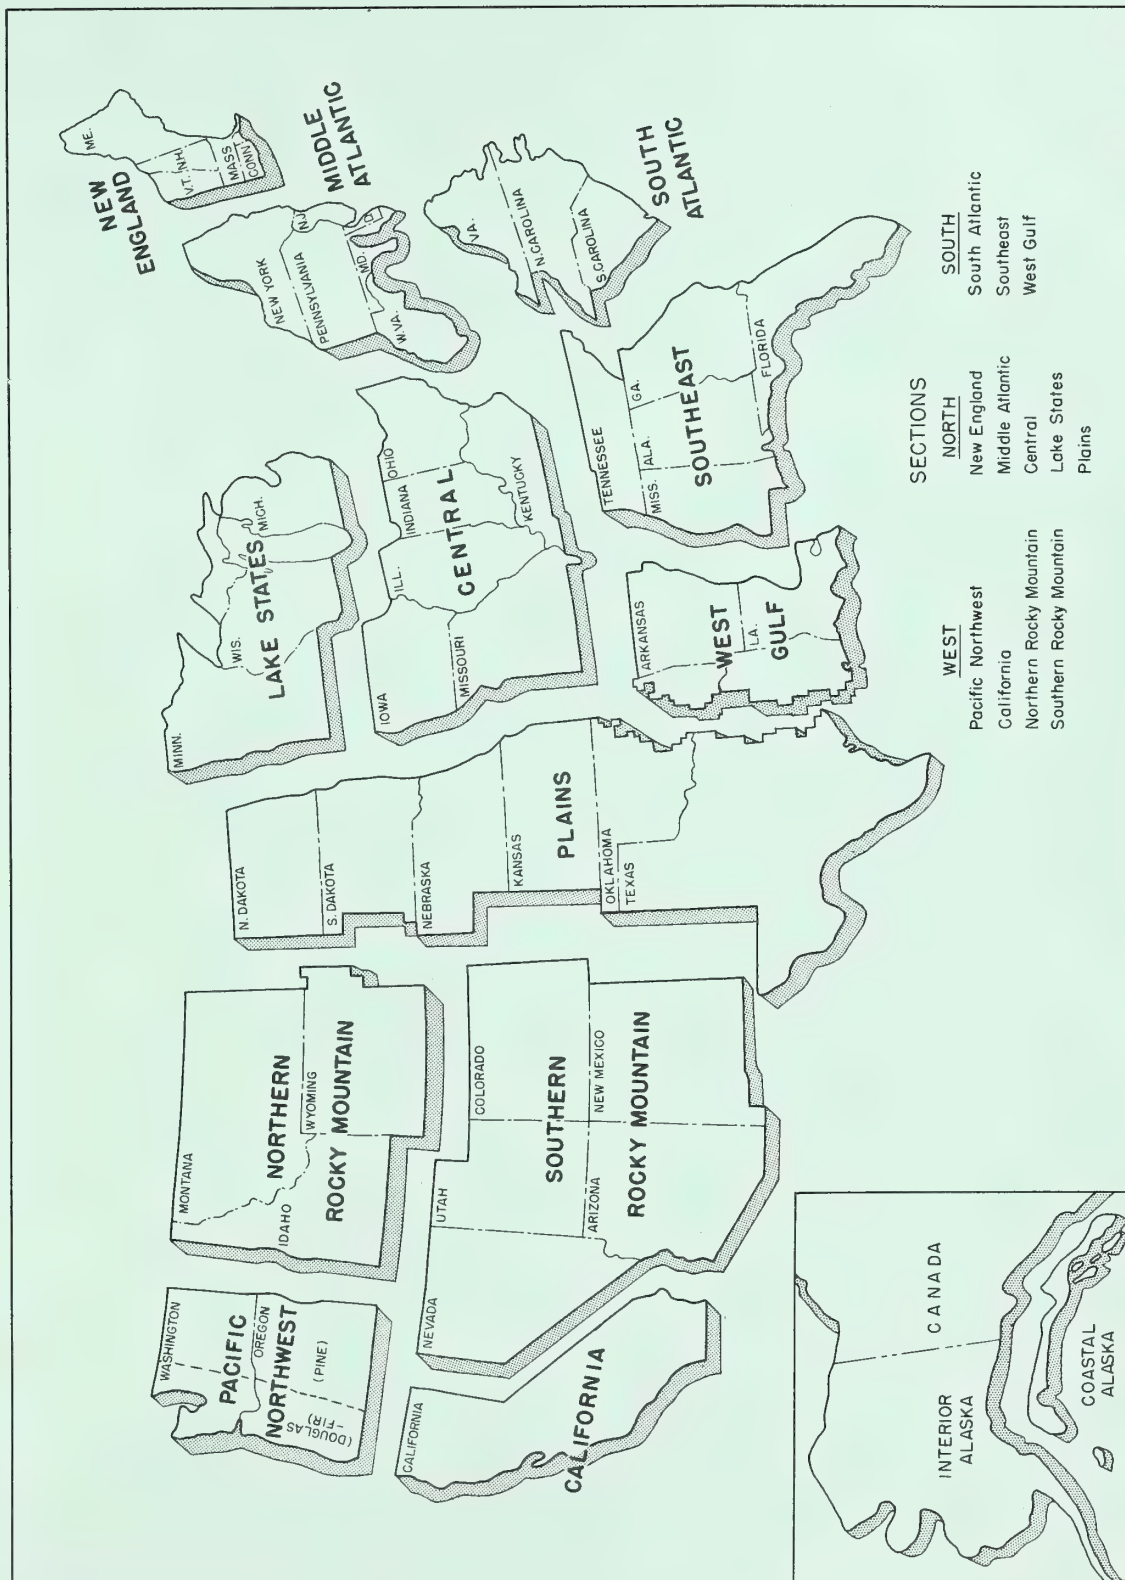 NEW
ENGLAND
ME.
V.T.
N.H.
MASS
CONN.
MIDDLE
ATLANTIC
NEW YORK
PENNSYLVANIA
N.J.
MD.
D.
W.VA.
LAKE STATES
MINN.
WIS.
MICH.
CENTRAL
IOWA
ILL.
INDIANA
OHIO
MISSOURI
KENTUCKY
SOUTH
ATLANTIC
VA.
N.CAROLINA
S.CAROLINA
SOUTHEAST
TENNESSEE
MISS.
ALA.
GA.
FLORIDA
WEST
GULF
ARKANSAS
LA.
PLAINS
N. DAKOTA
S. DAKOTA
NEBRASKA
KANSAS
OKLAHOMA
TEXAS
NORTHERN
ROCKY MOUNTAIN
MONTANA
IDAHO
WYOMING
SOUTHERN
ROCKY MOUNTAIN
NEVADA
UTAH
COLORADO
ARIZONA
NEW MEXICO
PACIFIC
NORTHWEST
WASHINGTON
OREGON
(PINE)
(DOUGLAS
-FIR)
CALIFORNIA
CALIFORNIA
INTERIOR
ALASKA
CANADA
COASTAL
ALASKA
SECTIONS
WEST
Pacific Northwest
California
Northern Rocky Mountain
Southern Rocky Mountain
NORTH
New England
Middle Atlantic
Central
Lake States
Plains
SOUTH
South Atlantic
Southeast
West Gulf